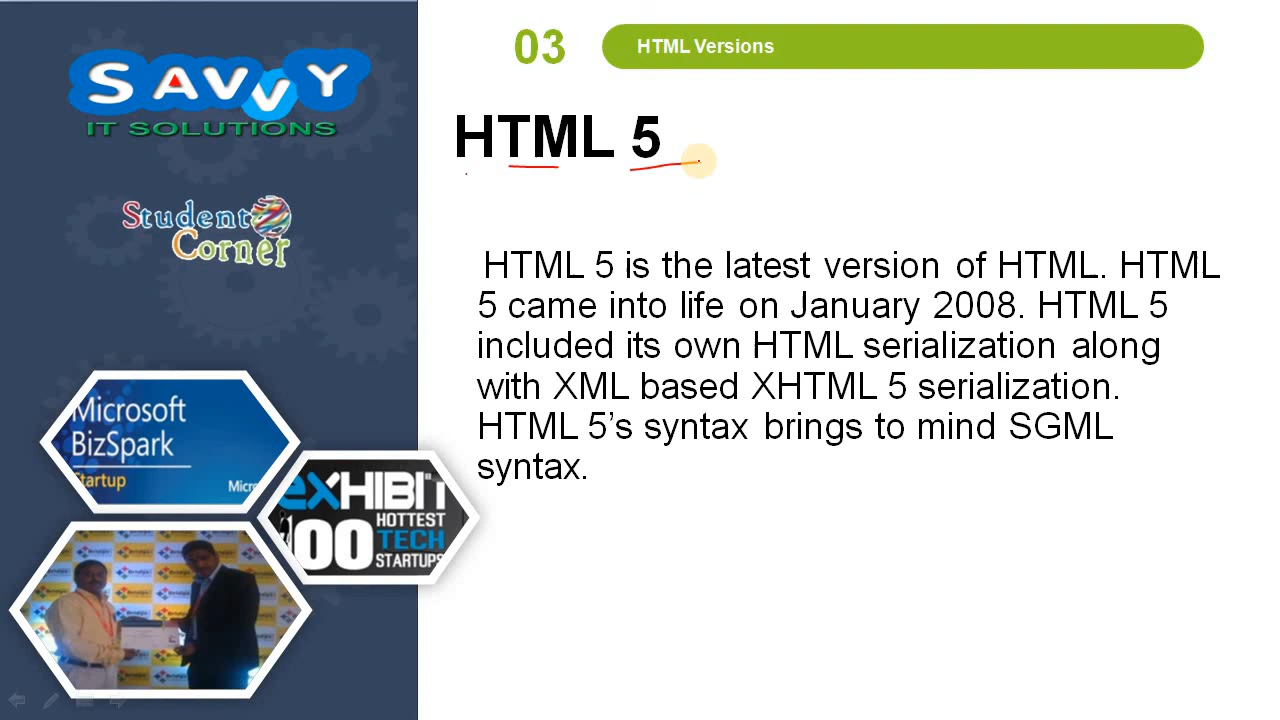 SAVVY
IT SOLUTIONS
Student
Corner
Microsoft
BizSpark
Startup
Micr
EXHIBIT
100
HOTTEST
TECH
STARTUPS
03
HTML Versions
HTML 5
HTML 5 is the latest version of HTML. HTML
5 came into life on January 2008. HTML 5
included its own HTML serialization along
with XML based XHTML 5 serialization.
HTML 5’s syntax brings to mind SGML
syntax.